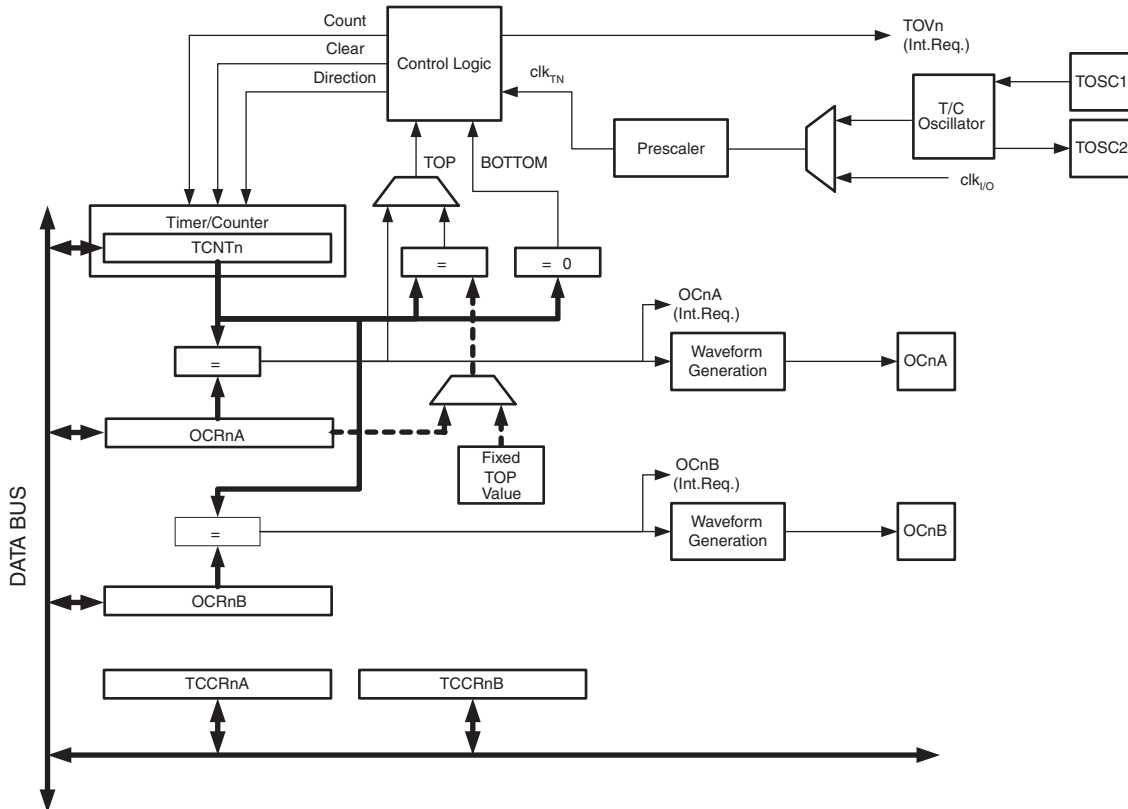 Count
Clear
Direction
Control Logic
clkTN
TOVn
(Int.Req.)
TOSC1
T/C
Oscillator
TOSC2
Prescaler
clkI/O
TOP
BOTTOM
Timer/Counter
TCNTn
=
= 0
OCnA
(Int.Req.)
=
Waveform
Generation
OCnA
OCRnA
Fixed
TOP
Value
OCnB
(Int.Req.)
=
Waveform
Generation
OCnB
DATA BUS
OCRnB
TCCRnA
TCCRnB